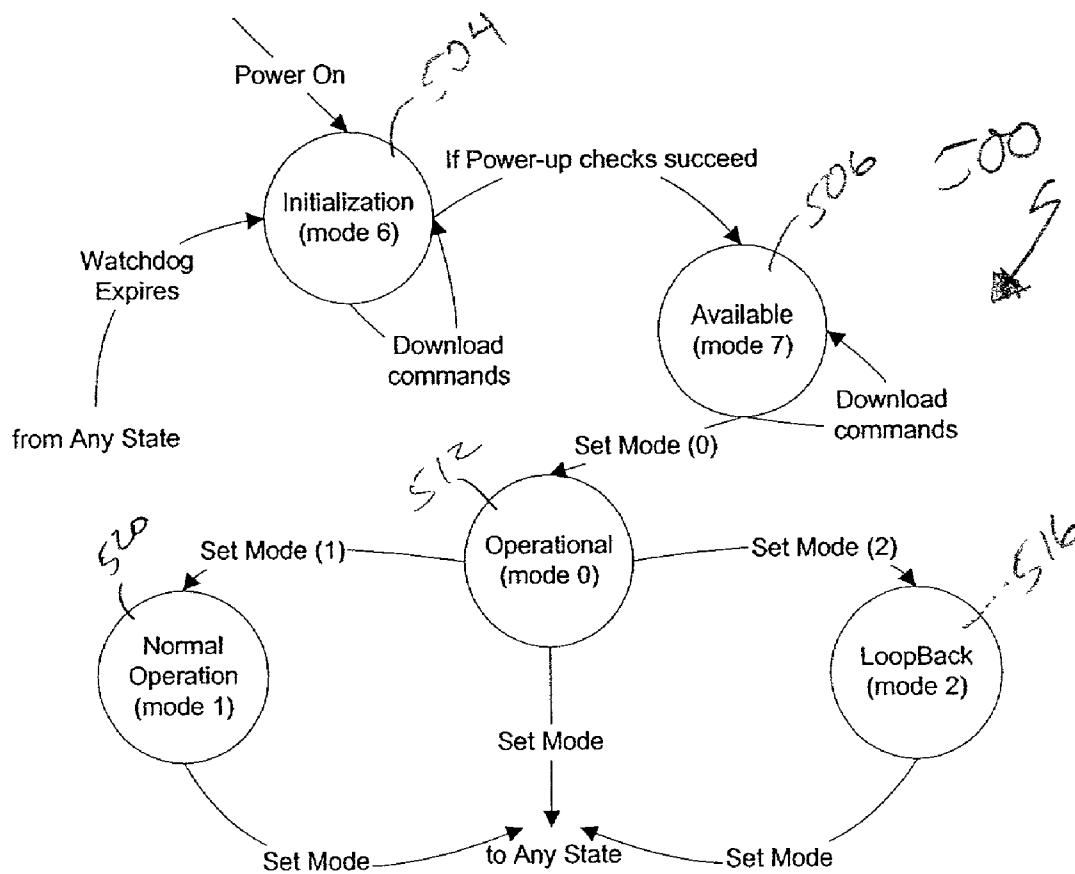 504
Power On
If Power-up checks succeed
506
500
Initialization
(mode 6)
Watchdog
Expires
Available
(mode 7)
Download
commands
Download
commands
from Any State
Set Mode (0)
512
520
Set Mode (1)
Operational
(mode 0)
Set Mode (2)
516
Normal
Operation
(mode 1)
LoopBack
(mode 2)
Set Mode
Set Mode
to Any State
Set Mode